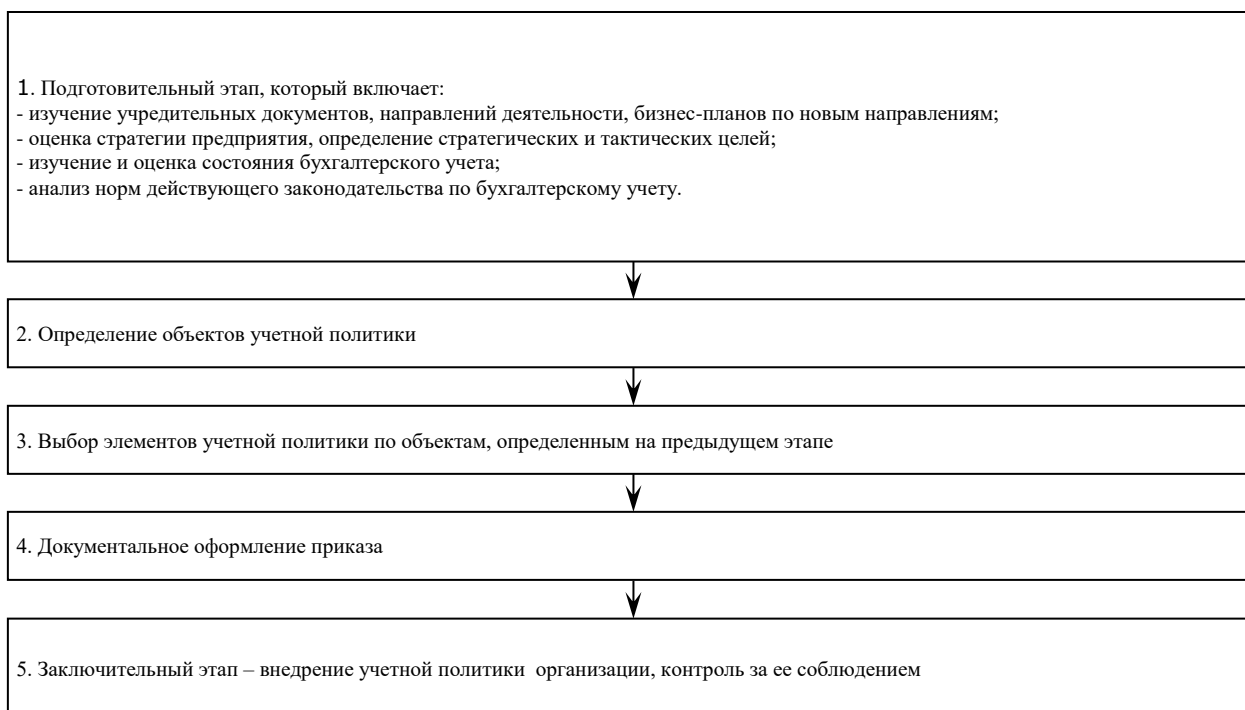 1. Подготовительный этап, который включает:
- изучение учредительных документов, направлений деятельности, бизнес-планов по новым направлениям;
- оценка стратегии предприятия, определение стратегических и тактических целей;
- изучение и оценка состояния бухгалтерского учета;
- анализ норм действующего законодательства по бухгалтерскому учету.
2. Определение объектов учетной политики
3. Выбор элементов учетной политики по объектам, определенным на предыдущем этапе
4. Документальное оформление приказа
5. Заключительный этап – внедрение учетной политики организации, контроль за ее соблюдением